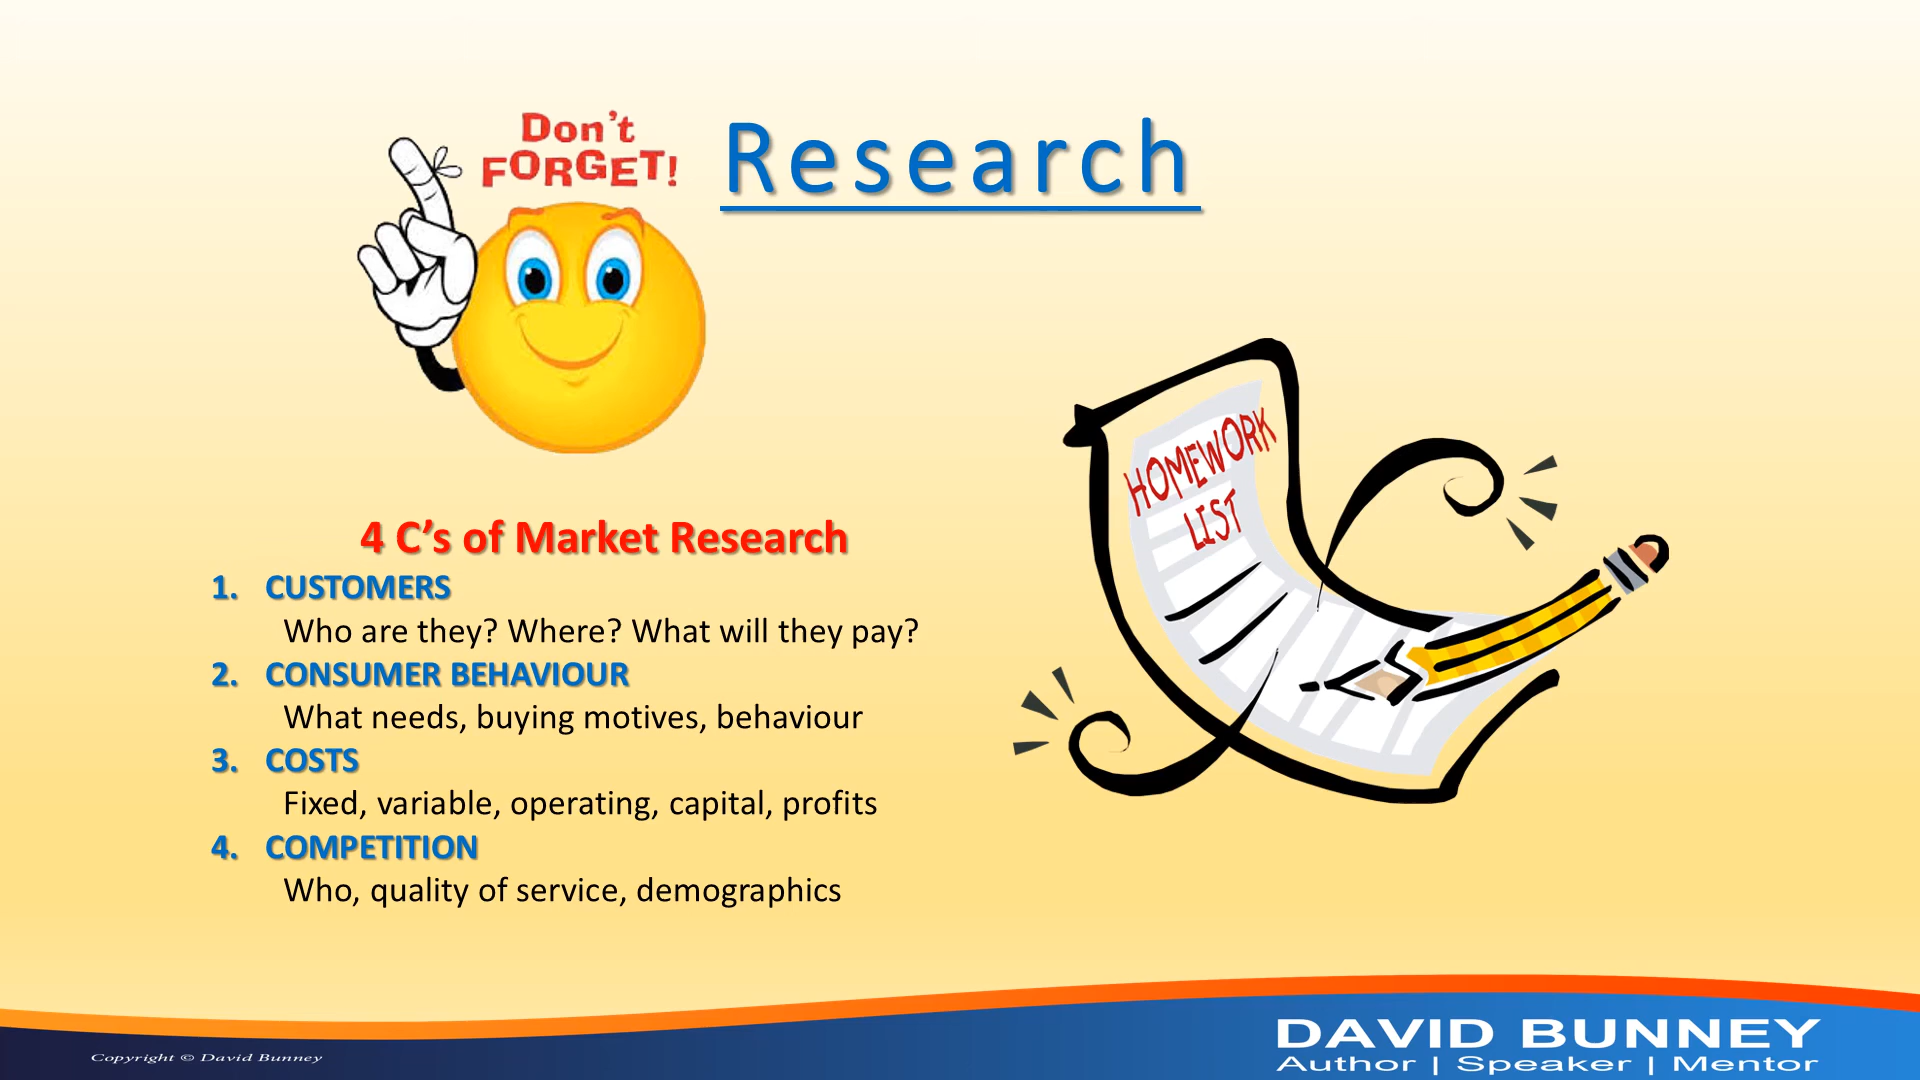 Don't
FORGET!
Research
HOMEWORK
LIST
4 C's of Market Research
1. CUSTOMERS
Who are they? Where? What will they pay?
2. CONSUMER BEHAVIOUR
What needs, buying motives, behaviour
3. COSTS
Fixed, variable, operating, capital, profits
4. COMPETITION
Who, quality of service, demographics
Copyright © David Bunney
DAVID BUNNEY
Author | Speaker | Mentor